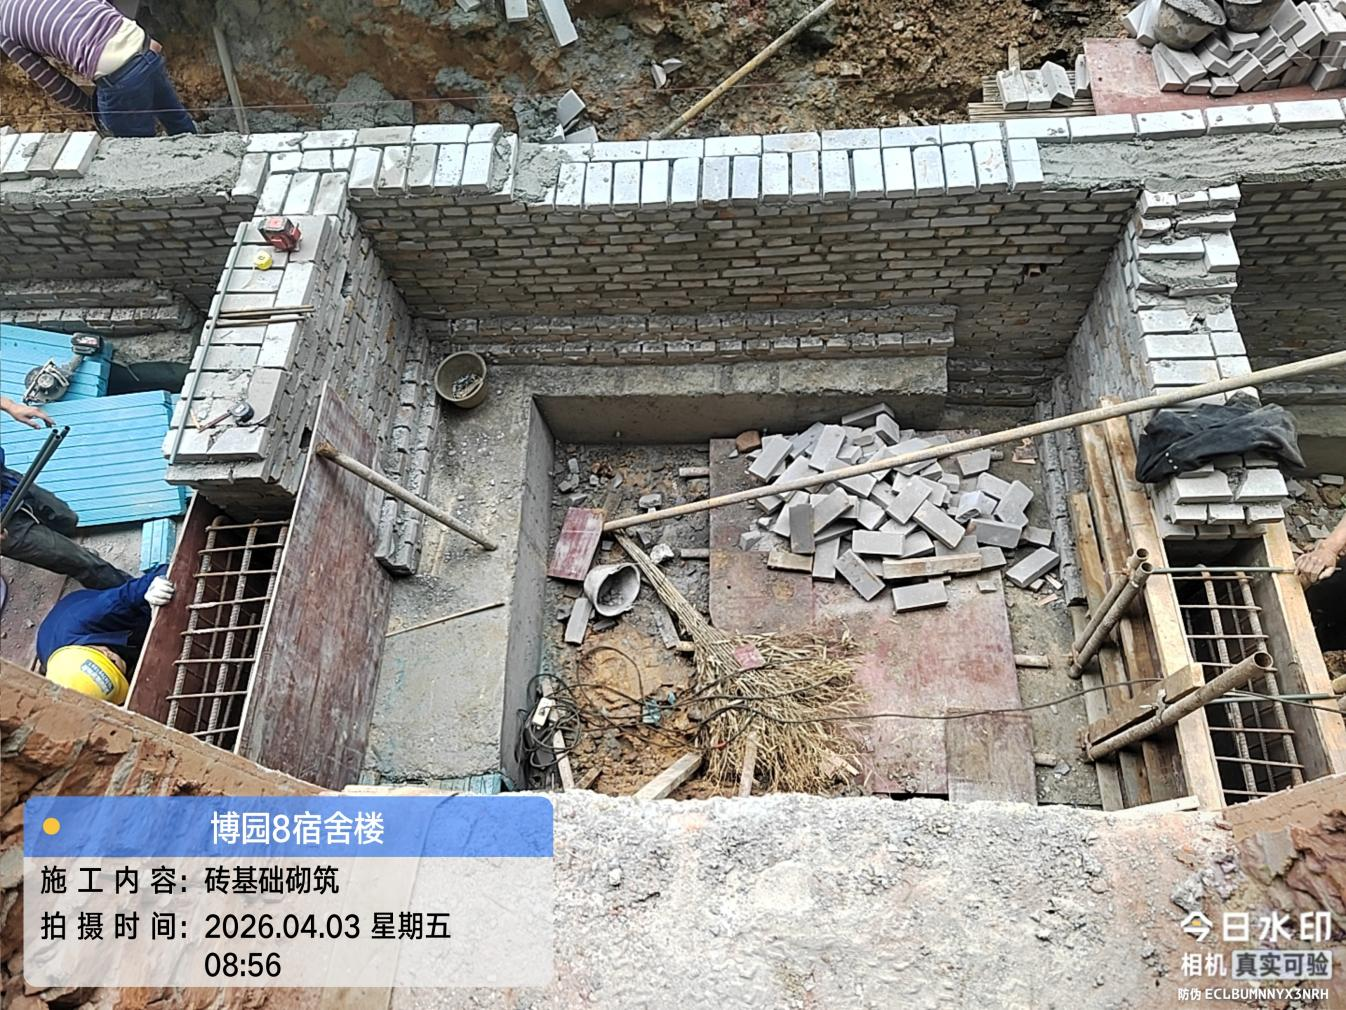 博园8宿舍楼
施工内容：砖基础砌筑
拍摄时间：2026.04.03 星期五
08:56
今日水印
相机 真实可验
防伪 ECLBUMNNYX3NRH